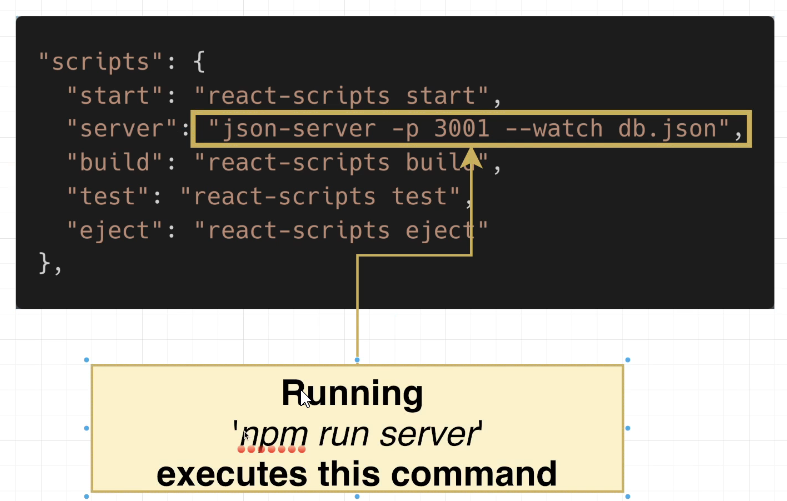 "scripts": {
"start": "react-scripts start",
"server": "json-server -p 3001 --watch db.json",
"build": "react-scripts build",
"test": "react-scripts test",
"eject": "react-scripts eject"
},
Running
'npm run server'
executes this command